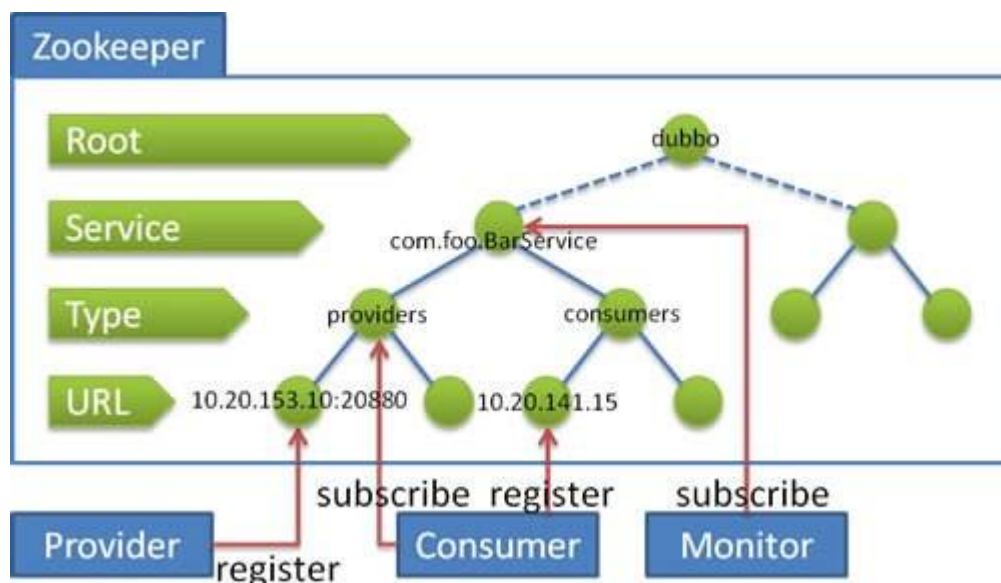 Zookeeper
Root
dubbo
Service
com.foo.BarService
Type
providers
consumers
URL
10.20.153.10:20880
10.20.141.15
subscribe
register
subscribe
Provider
Consumer
Monitor
register